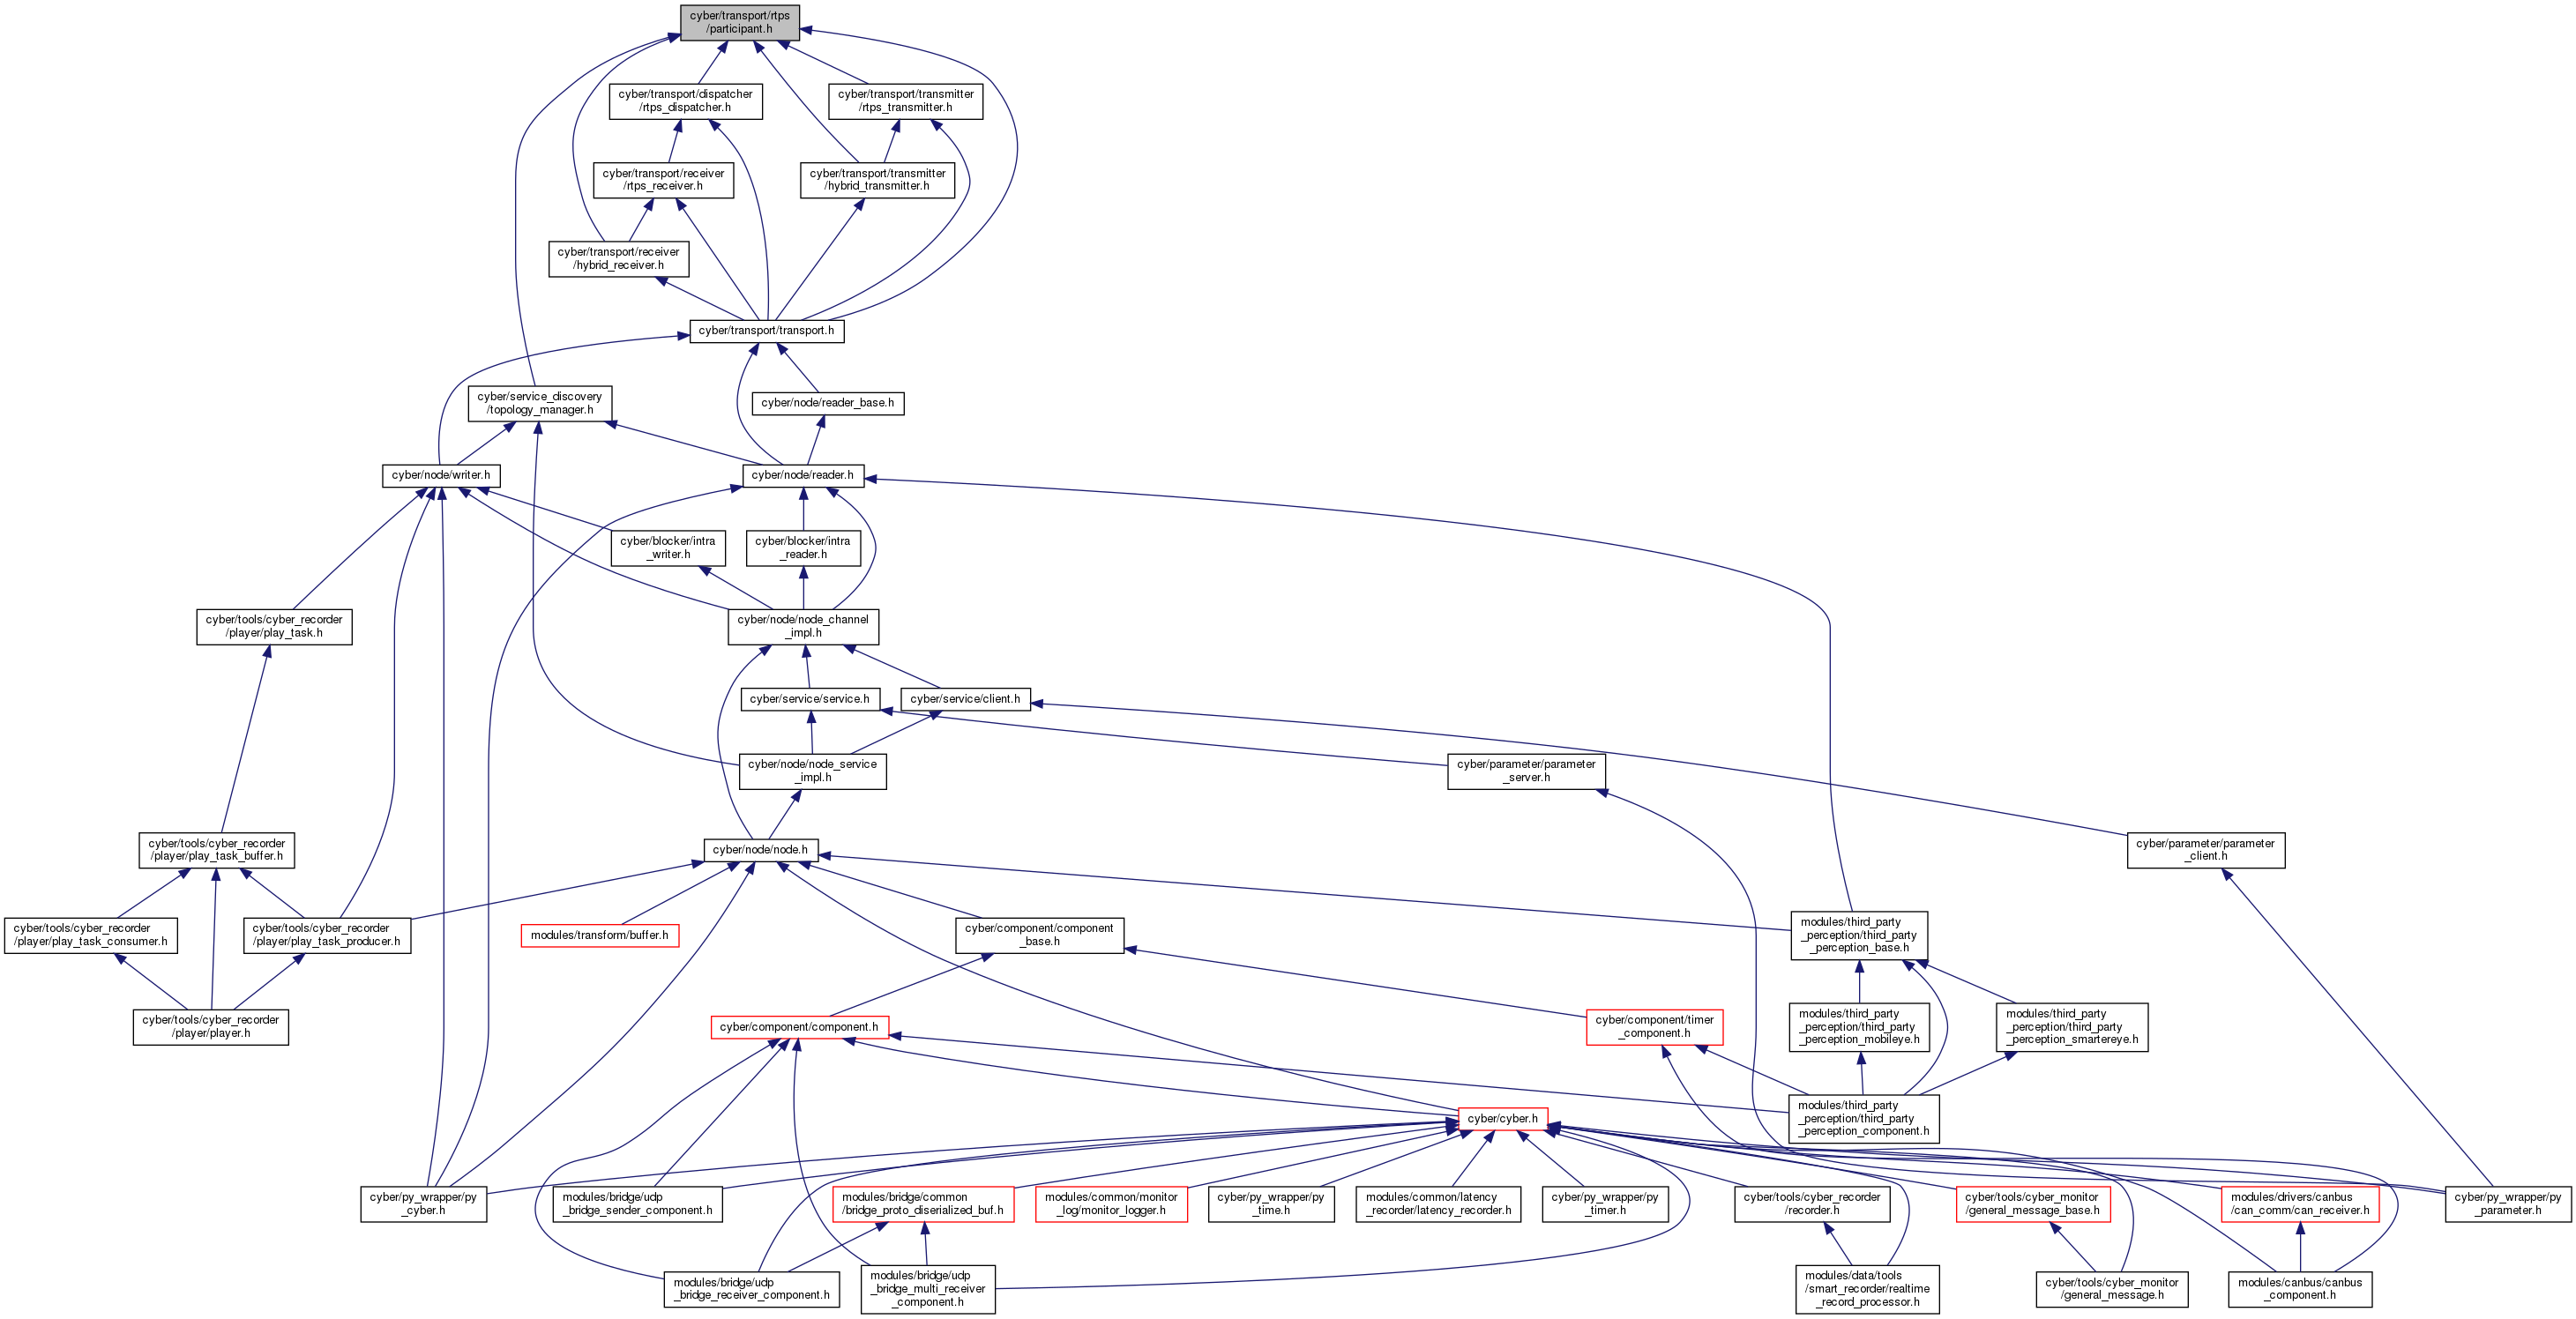 cyber/transport/rtps
/participant.h
cyber/transport/dispatcher
/rtps_dispatcher.h
cyber/transport/transmitter
/rtps_transmitter.h
cyber/transport/receiver
/rtps_receiver.h
cyber/transport/transmitter
/hybrid_transmitter.h
cyber/transport/receiver
/hybrid_receiver.h
cyber/transport/transport.h
cyber/service_discovery
/topology_manager.h
cyber/node/reader_base.h
cyber/node/writer.h
cyber/node/reader.h
cyber/blocker/intra
_writer.h
cyber/blocker/intra
_reader.h
cyber/tools/cyber_recorder
/player/play_task.h
cyber/node/node_channel
_impl.h
cyber/service/service.h
cyber/service/client.h
cyber/node/node_service
_impl.h
cyber/parameter/parameter
_server.h
cyber/tools/cyber_recorder
/player/play_task_buffer.h
cyber/node/node.h
cyber/parameter/parameter
_client.h
cyber/tools/cyber_recorder
/player/play_task_consumer.h
cyber/tools/cyber_recorder
/player/play_task_producer.h
modules/transform/buffer.h
cyber/component/component
_base.h
modules/third_party
_perception/third_party
_perception_base.h
cyber/tools/cyber_recorder
/player/player.h
cyber/component/component.h
cyber/component/timer
_component.h
modules/third_party
_perception/third_party
_perception_mobileye.h
modules/third_party
_perception/third_party
_perception_smartereye.h
cyber/cyber.h
modules/third_party
_perception/third_party
_perception_component.h
cyber/py_wrapper/py
_cyber.h
modules/bridge/udp
_bridge_sender_component.h
modules/bridge/common
/bridge_proto_diserialized_buf.h
modules/common/monitor
_log/monitor_logger.h
cyber/py_wrapper/py
_time.h
modules/common/latency
_recorder/latency_recorder.h
cyber/py_wrapper/py
_timer.h
cyber/tools/cyber_recorder
/recorder.h
cyber/tools/cyber_monitor
/general_message_base.h
modules/drivers/canbus
/can_comm/can_receiver.h
cyber/py_wrapper/py
_parameter.h
modules/bridge/udp
_bridge_receiver_component.h
modules/bridge/udp
_bridge_multi_receiver
_component.h
modules/data/tools
/smart_recorder/realtime
_record_processor.h
cyber/tools/cyber_monitor
/general_message.h
modules/canbus/canbus
_component.h